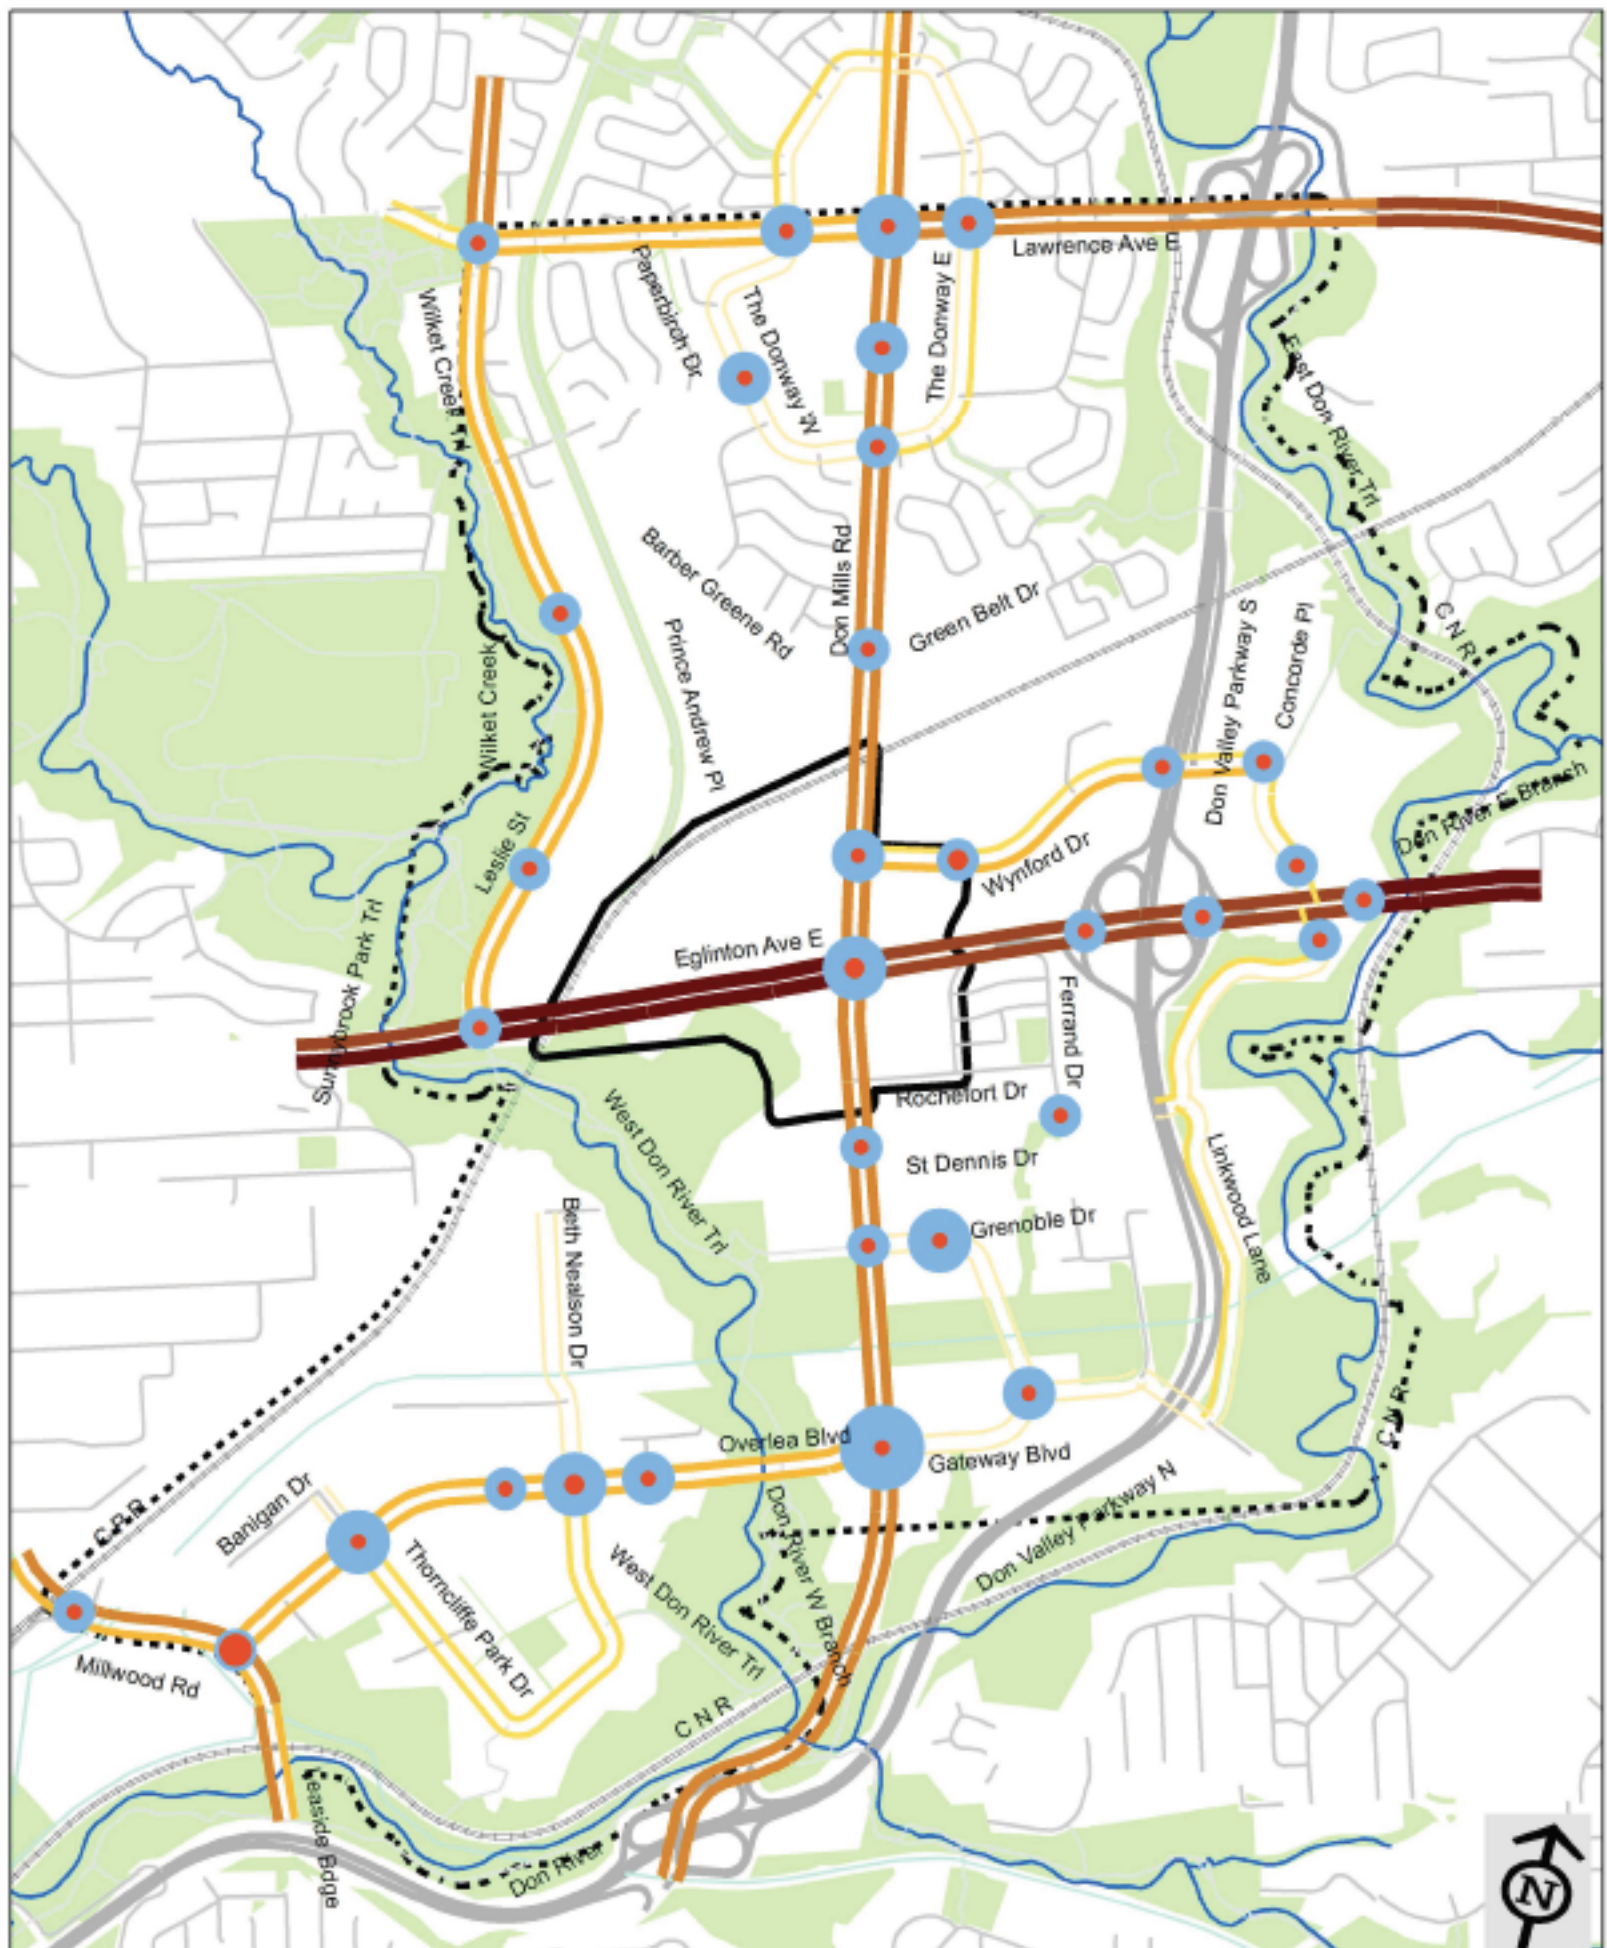 Lawrence Ave E
Paperbirch Dr
The Donway W
The Donway E
Wilket Creek Trl
East Don River Trl
Barber Greene Rd
Don Mills Rd
Green Belt Dr
Prince Andrew Pl
Wilket Creek
Don Valley Parkway S
Concorde Pl
C N R
Don River E Branch
Leslie St
Wynford Dr
Sunnybrook Park Trl
Eglinton Ave E
Ferrand Dr
Rochefort Dr
West Don River Trl
St Dennis Dr
Linkwood Lane
Grenoble Dr
Beth Nealson Dr
Overlea Blvd
Gateway Blvd
C N R
Banigan Dr
C P R
Don Valley Parkway N
Thorncliffe Park Dr
West Don River Trl
Don River W Branch
Millwood Rd
C N R
Leaside Bdge
Don River
N